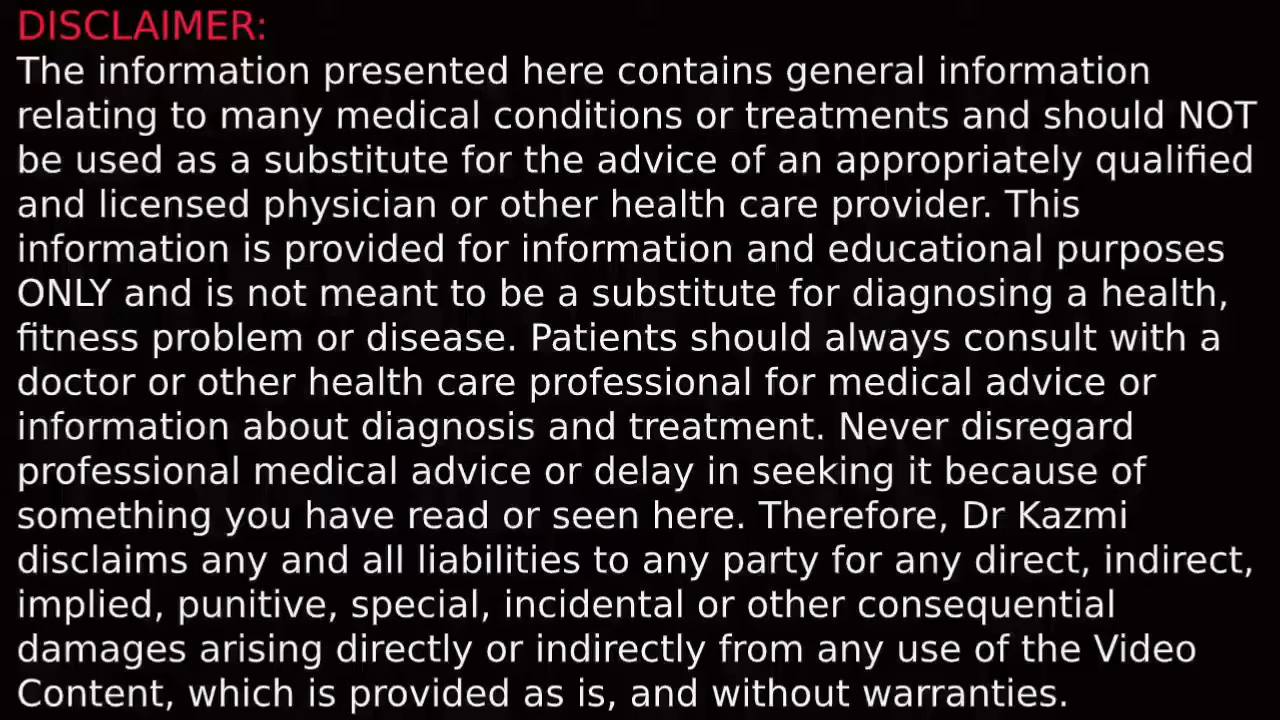 DISCLAIMER:
The information presented here contains general information
relating to many medical conditions or treatments and should NOT
be used as a substitute for the advice of an appropriately qualified
and licensed physician or other health care provider. This
information is provided for information and educational purposes
ONLY and is not meant to be a substitute for diagnosing a health,
fitness problem or disease. Patients should always consult with a
doctor or other health care professional for medical advice or
information about diagnosis and treatment. Never disregard
professional medical advice or delay in seeking it because of
something you have read or seen here. Therefore, Dr Kazmi
disclaims any and all liabilities to any party for any direct, indirect,
implied, punitive, special, incidental or other consequential
damages arising directly or indirectly from any use of the Video
Content, which is provided as is, and without warranties.